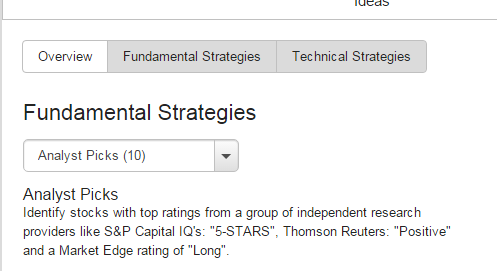 Ideas
Overview
Fundamental Strategies
Technical Strategies
Fundamental Strategies
Analyst Picks (10)
Analyst Picks
Identify stocks with top ratings from a group of independent research
providers like S&P Capital IQ's: "5-STARS", Thomson Reuters: "Positive"
and a Market Edge rating of "Long".